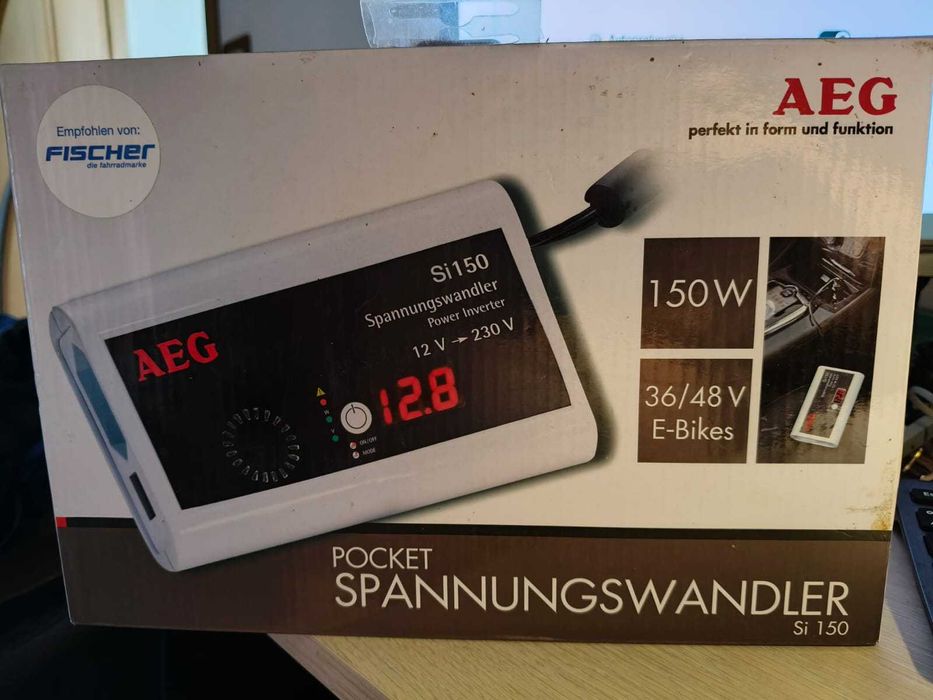 Empfohlen von:
FISCHER
die fahrradmarke
AEG
perfekt in form und funktion
Si150
Spannungswandler
Power Inverter
12 V → 230 V
AEG
12.8
ON/OFF
MODE
150 W
36/48 V
E-Bikes
POCKET
SPANNUNGSWANDLER
Si 150